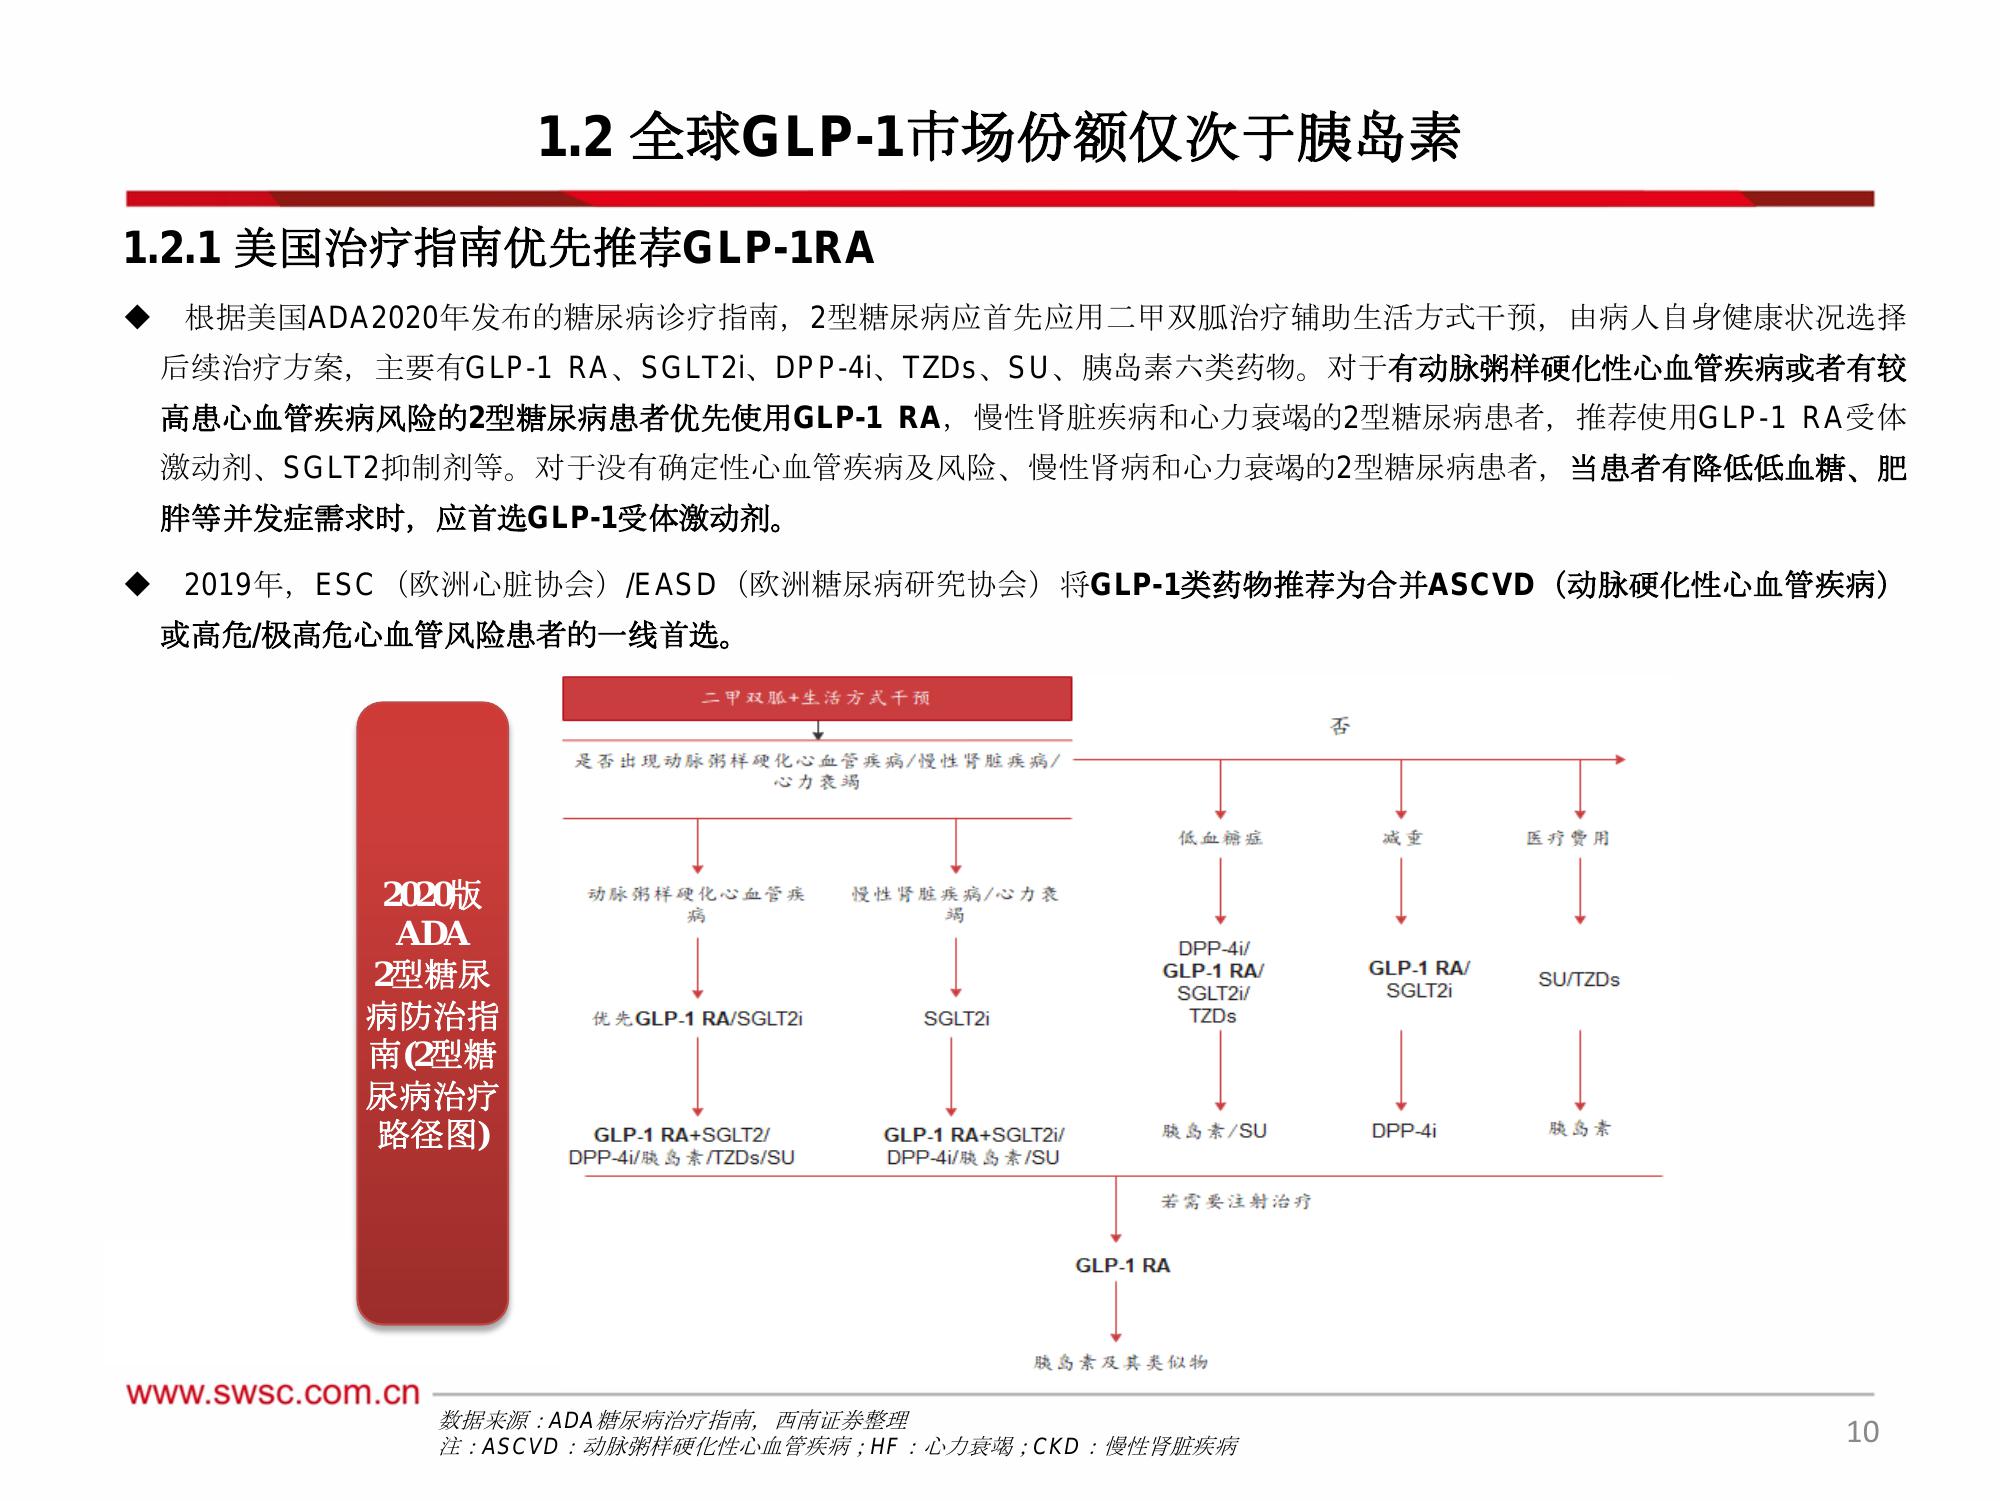 1.2 全球GLP-1市场份额仅次于胰岛素
1.2.1 美国治疗指南优先推荐GLP-1RA
◆ 根据美国ADA2020年发布的糖尿病诊疗指南，2型糖尿病应首先应用二甲双胍治疗辅助生活方式干预，由病人自身健康状况选择
后续治疗方案，主要有GLP-1 RA、SGLT2i、DPP-4i、TZDs、SU、胰岛素六类药物。对于有动脉粥样硬化性心血管疾病或者有较
高患心血管疾病风险的2型糖尿病患者优先使用GLP-1 RA，慢性肾脏疾病和心力衰竭的2型糖尿病患者，推荐使用GLP-1 RA受体
激动剂、SGLT2抑制剂等。对于没有确定性心血管疾病及风险、慢性肾病和心力衰竭的2型糖尿病患者，当患者有降低低血糖、肥
胖等并发症需求时，应首选GLP-1受体激动剂。
◆ 2019年，ESC（欧洲心脏协会）/EASD（欧洲糖尿病研究协会）将GLP-1类药物推荐为合并ASCVD（动脉硬化性心血管疾病）
或高危/极高危心血管风险患者的一线首选。
2020版
ADA
2型糖尿
病防治指
南(2型糖
尿病治疗
路径图)
二甲双胍+生活方式干预
是否出现动脉粥样硬化心血管疾病/慢性肾脏疾病/
心力衰竭
否
低血糖症
减重
医疗费用
动脉粥样硬化心血管疾
病
慢性肾脏疾病/心力衰
竭
DPP-4i/
GLP-1 RA/
SGLT2i/
TZDs
GLP-1 RA/
SGLT2i
SU/TZDs
优先GLP-1 RA/SGLT2i
SGLT2i
GLP-1 RA+SGLT2/
DPP-4i/胰岛素/TZDs/SU
GLP-1 RA+SGLT2i/
DPP-4i/胰岛素/SU
胰岛素/SU
DPP-4i
胰岛素
若需要注射治疗
GLP-1 RA
胰岛素及其类似物
www.swsc.com.cn
数据来源：ADA糖尿病治疗指南，西南证券整理
注：ASCVD：动脉粥样硬化性心血管疾病；HF：心力衰竭；CKD：慢性肾脏疾病
10